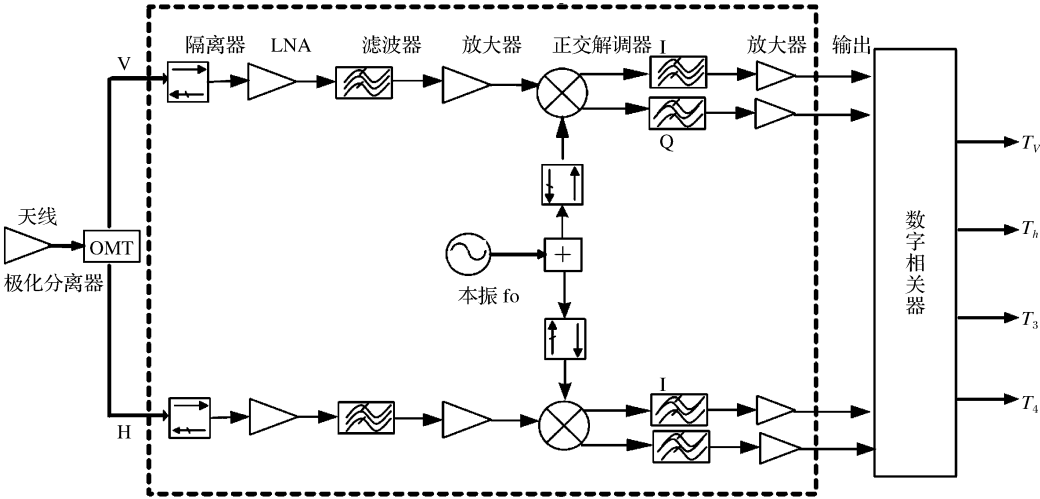 隔离器 LNA 滤波器 放大器 正交解调器 I 放大器 输出
V
Q
T_V
天线
OMT
极化分离器
+
本振 fo
数字相关器
T_h
T_3
I
T_4
H